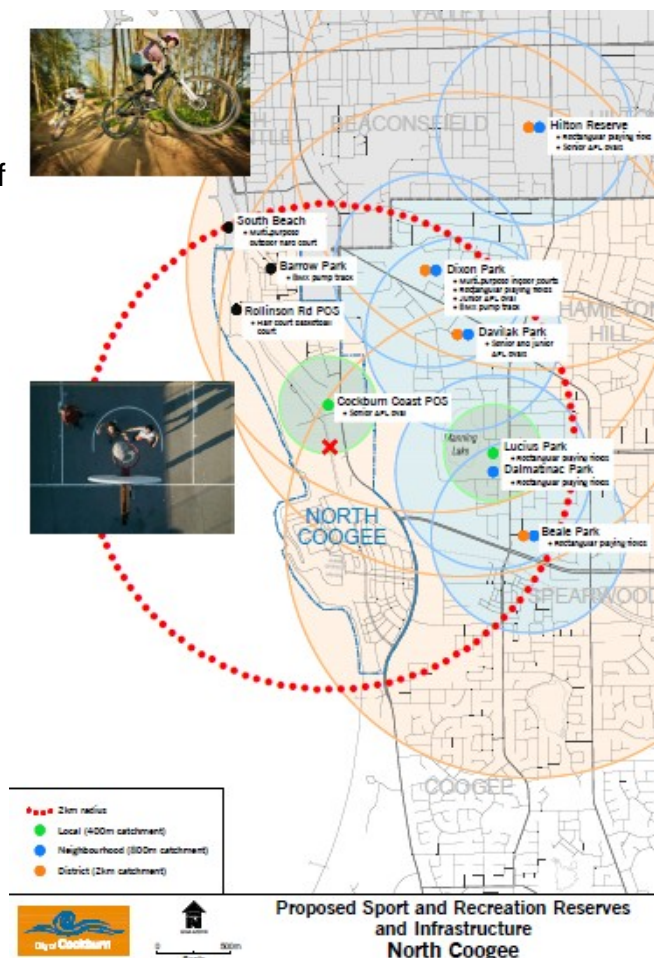 f
VALLEY
BEACONSFIELD
Hilton Reserve
+ Rectangular playing fields
+ Senior AFL ovals
South Beach
+ Multi-purpose
outdoor hard court
Barrow Park
+ BMX pump track
Dixon Park
+ Multi-purpose indoor courts
+ Rectangular playing fields
+ Junior AFL oval
+ BMX pump track
Rollinson Rd POS
+ Half court basketball
court
HAMILTON
HILL
Davilak Park
+ Senior and junior
AFL ovals
Cockburn Coast POS
+ Senior AFL oval
Manning
Lake
Lucius Park
+ Rectangular playing fields
Dalmatinac Park
+ Rectangular playing fields
NORTH
COOGEE
Beale Park
+ Rectangular playing fields
SPEARWOOD
COOGEE
2km radius
Local (400m catchment)
Neighbourhood (800m catchment)
District (2km catchment)
City of Cockburn
N
0 500m
Proposed Sport and Recreation Reserves
and Infrastructure
North Coogee